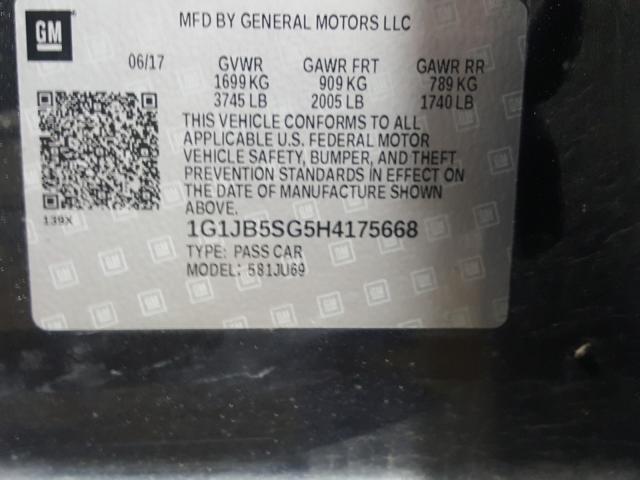 GM
MFD BY GENERAL MOTORS LLC
06/17 GVWR GAWR FRT GAWR RR
1699 KG 909 KG 789 KG
3745 LB 2005 LB 1740 LB
THIS VEHICLE CONFORMS TO ALL
APPLICABLE U.S. FEDERAL MOTOR
VEHICLE SAFETY, BUMPER, AND THEFT
PREVENTION STANDARDS IN EFFECT ON
THE DATE OF MANUFACTURE SHOWN
ABOVE.
139X
1G1JB5SG5H4175668
TYPE: PASS CAR
MODEL: 581JU69